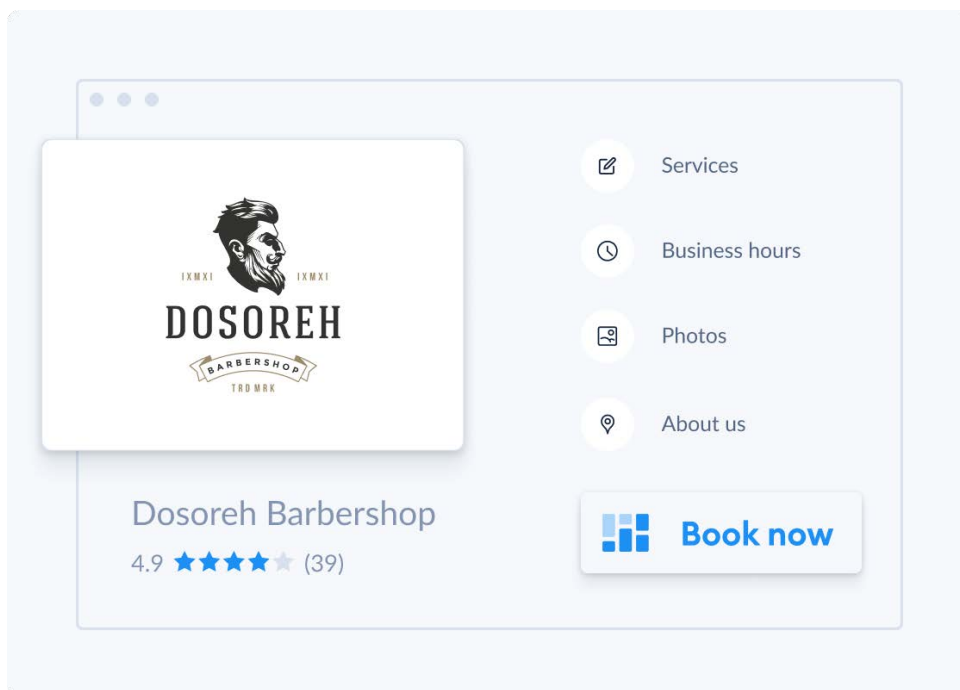 IXMXI IXMXI
DOSOREH
BARBERSHOP
TRD MRK
Dosoreh Barbershop
4.9 (39)
Services
Business hours
Photos
About us
Book now